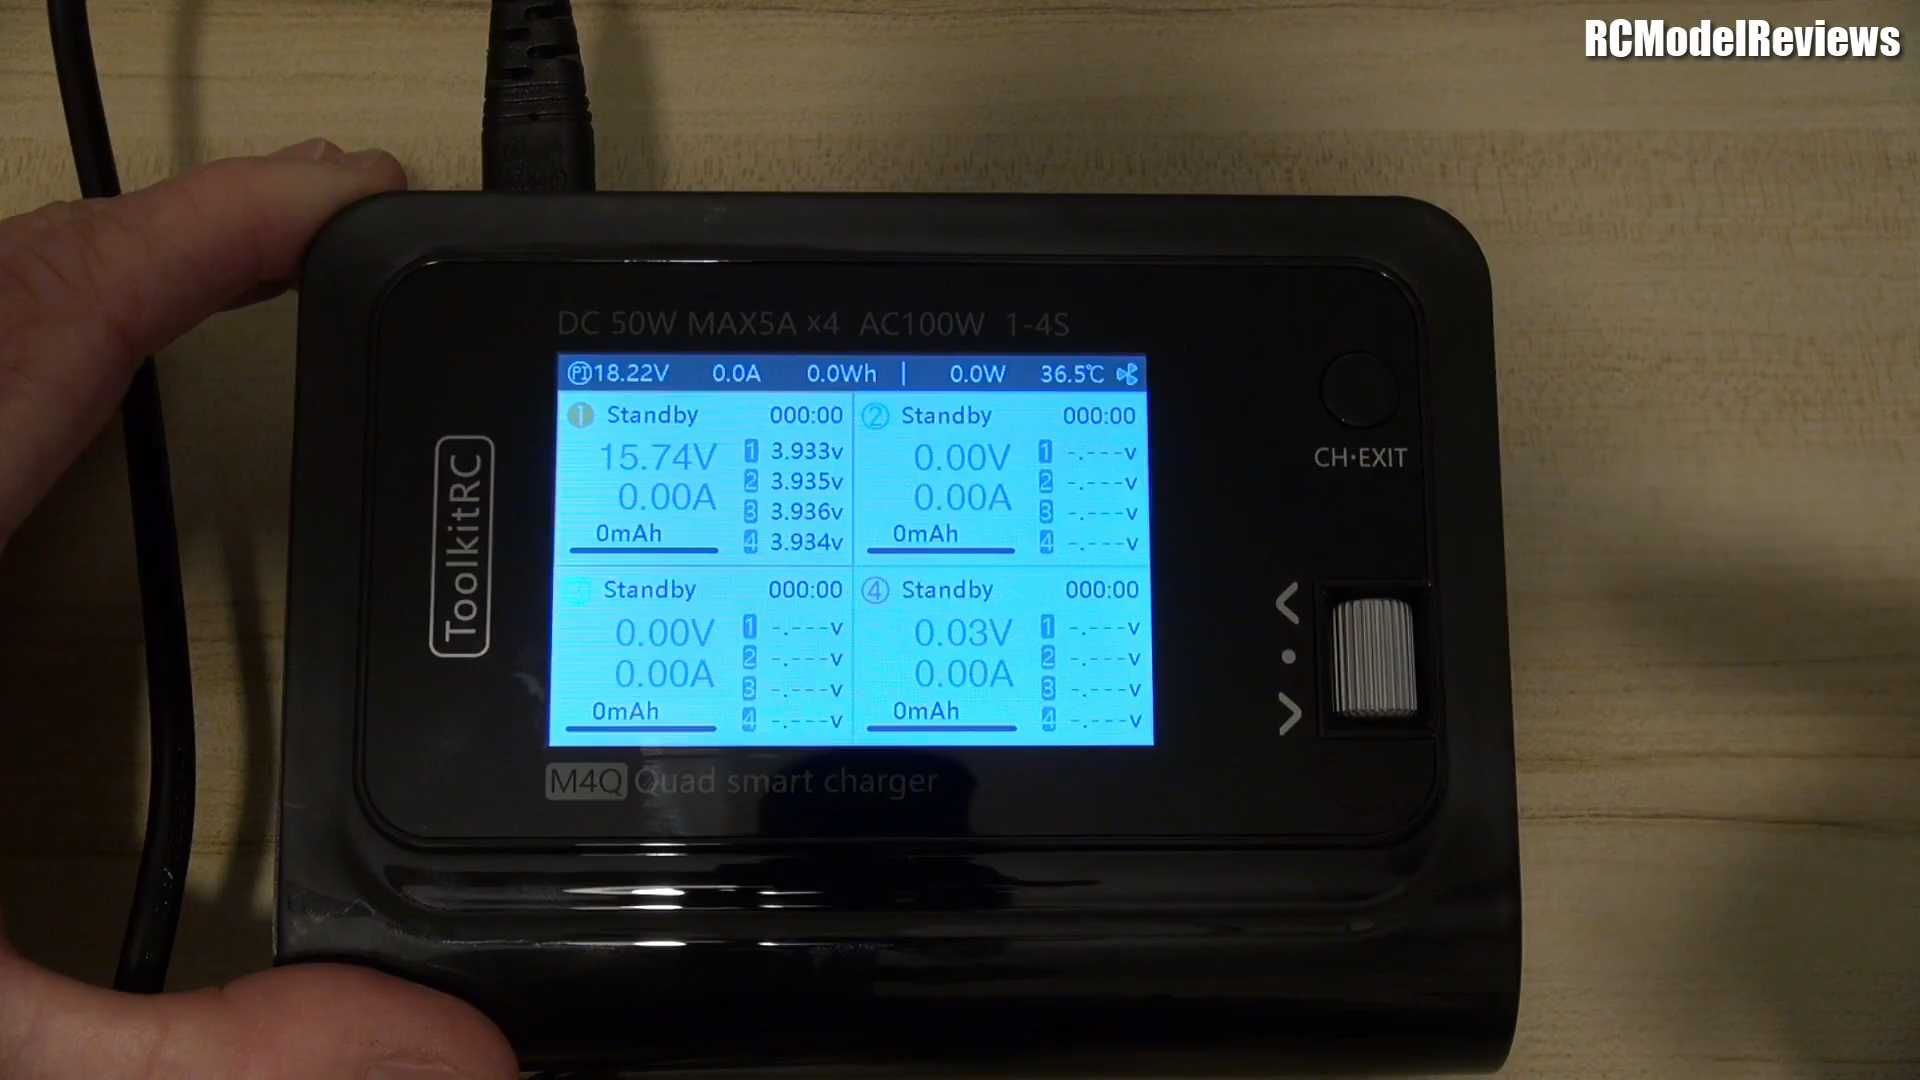 RCModelReviews
DC 50W MAX5A ×4 AC100W 1-4S
18.22V 0.0A 0.0Wh | 0.0W 36.5℃
1 Standby 000:00
15.74V
0.00A
0mAh
1 3.933v
2 3.935v
3 3.936v
4 3.934v
2 Standby 000:00
0.00V
0.00A
0mAh
1 -.---v
2 -.---v
3 -.---v
4 -.---v
3 Standby 000:00
0.00V
0.00A
0mAh
1 -.---v
2 -.---v
3 -.---v
4 -.---v
4 Standby 000:00
0.03V
0.00A
0mAh
1 -.---v
2 -.---v
3 -.---v
4 -.---v
M4Q Quad smart charger
ToolkitRC
CH·EXIT